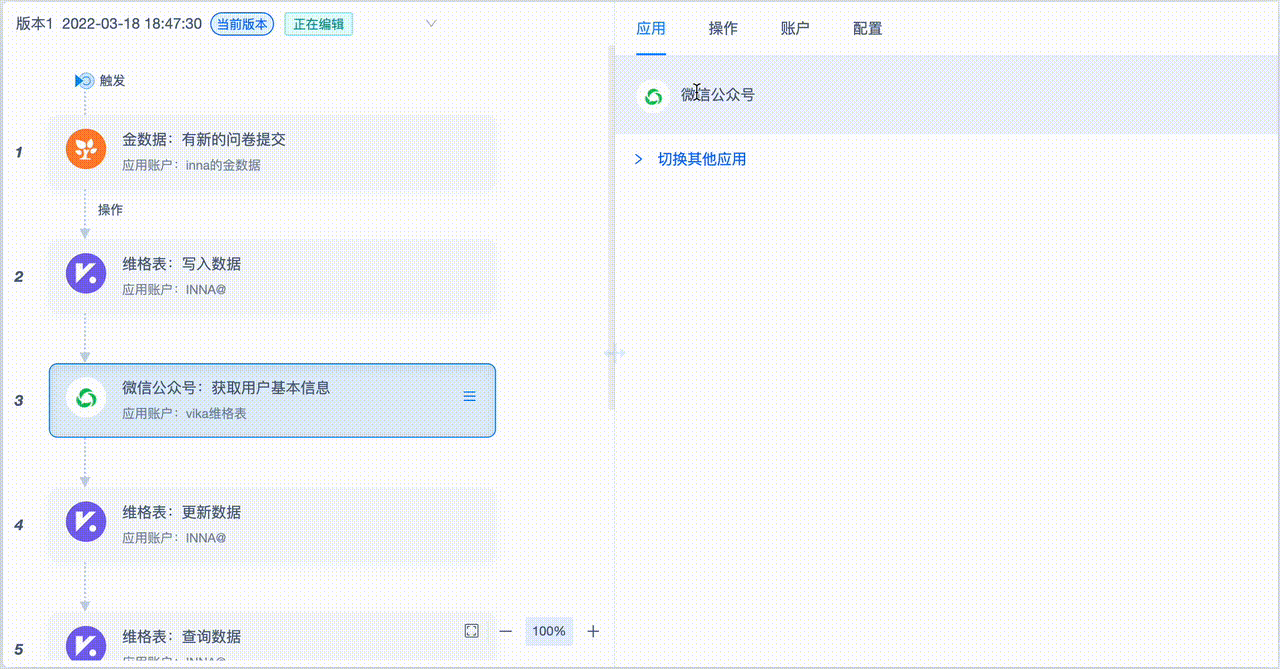 版本1 2022-03-18 18:47:30 当前版本 正在编辑
触发
1
金数据：有新的问卷提交
应用账户：inna的金数据
操作
2
维格表：写入数据
应用账户：INNA@
3
微信公众号：获取用户基本信息
应用账户：vika维格表
4
维格表：更新数据
应用账户：INNA@
5
维格表：查询数据
应用账户：INNA@
100%
应用 操作 账户 配置
微信公众号
切换其他应用